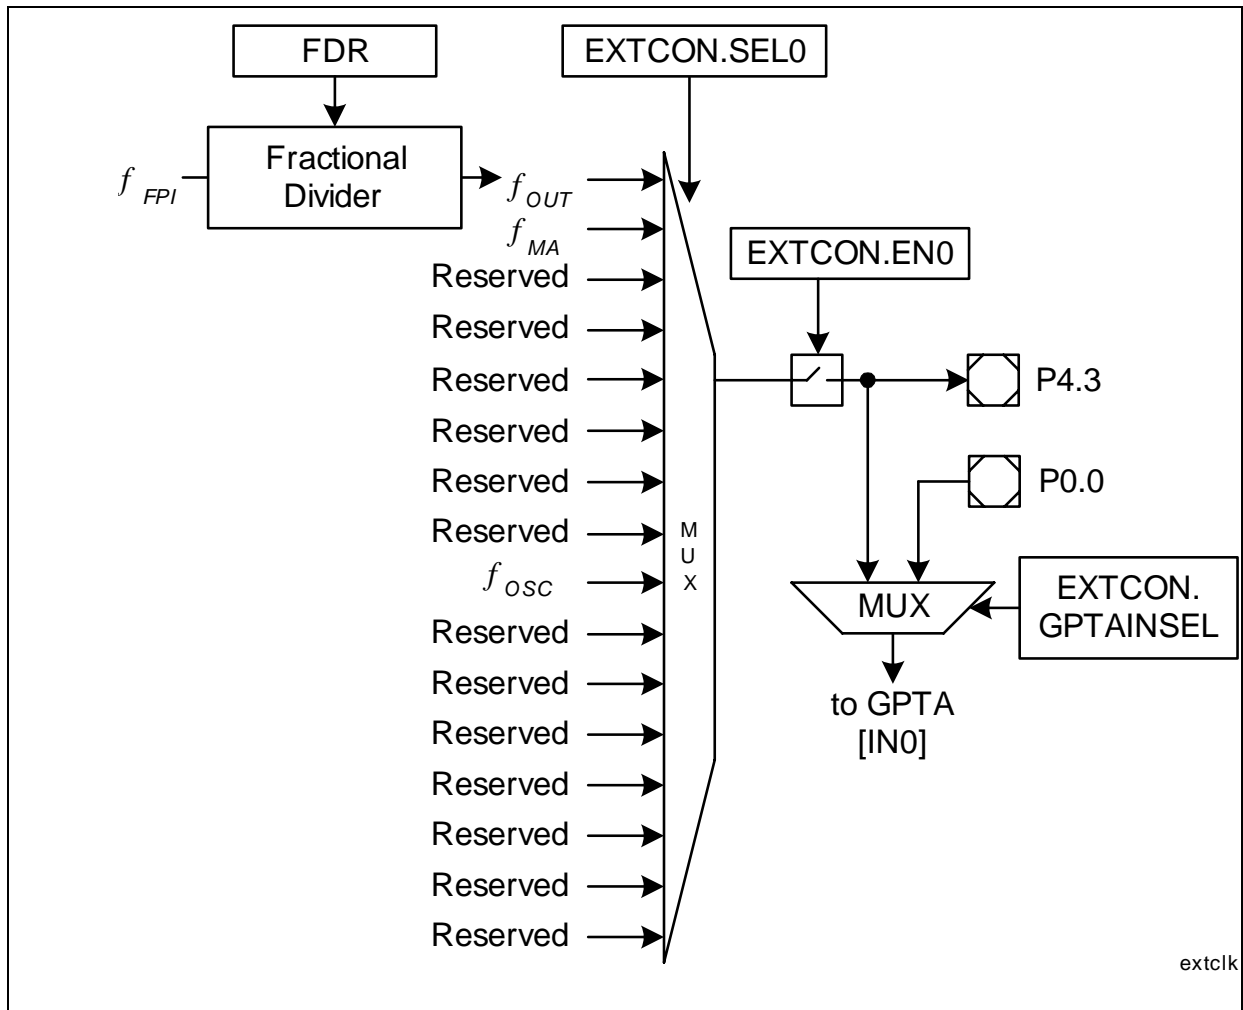 FDR
EXTCON.SEL0
Fractional
Divider
f FPI
f OUT
f MA
Reserved
Reserved
Reserved
Reserved
Reserved
Reserved
f OSC
Reserved
Reserved
Reserved
Reserved
Reserved
Reserved
Reserved
M
U
X
EXTCON.EN0
P4.3
P0.0
MUX
EXTCON.
GPTAINSEL
to GPTA
[IN0]
extclk